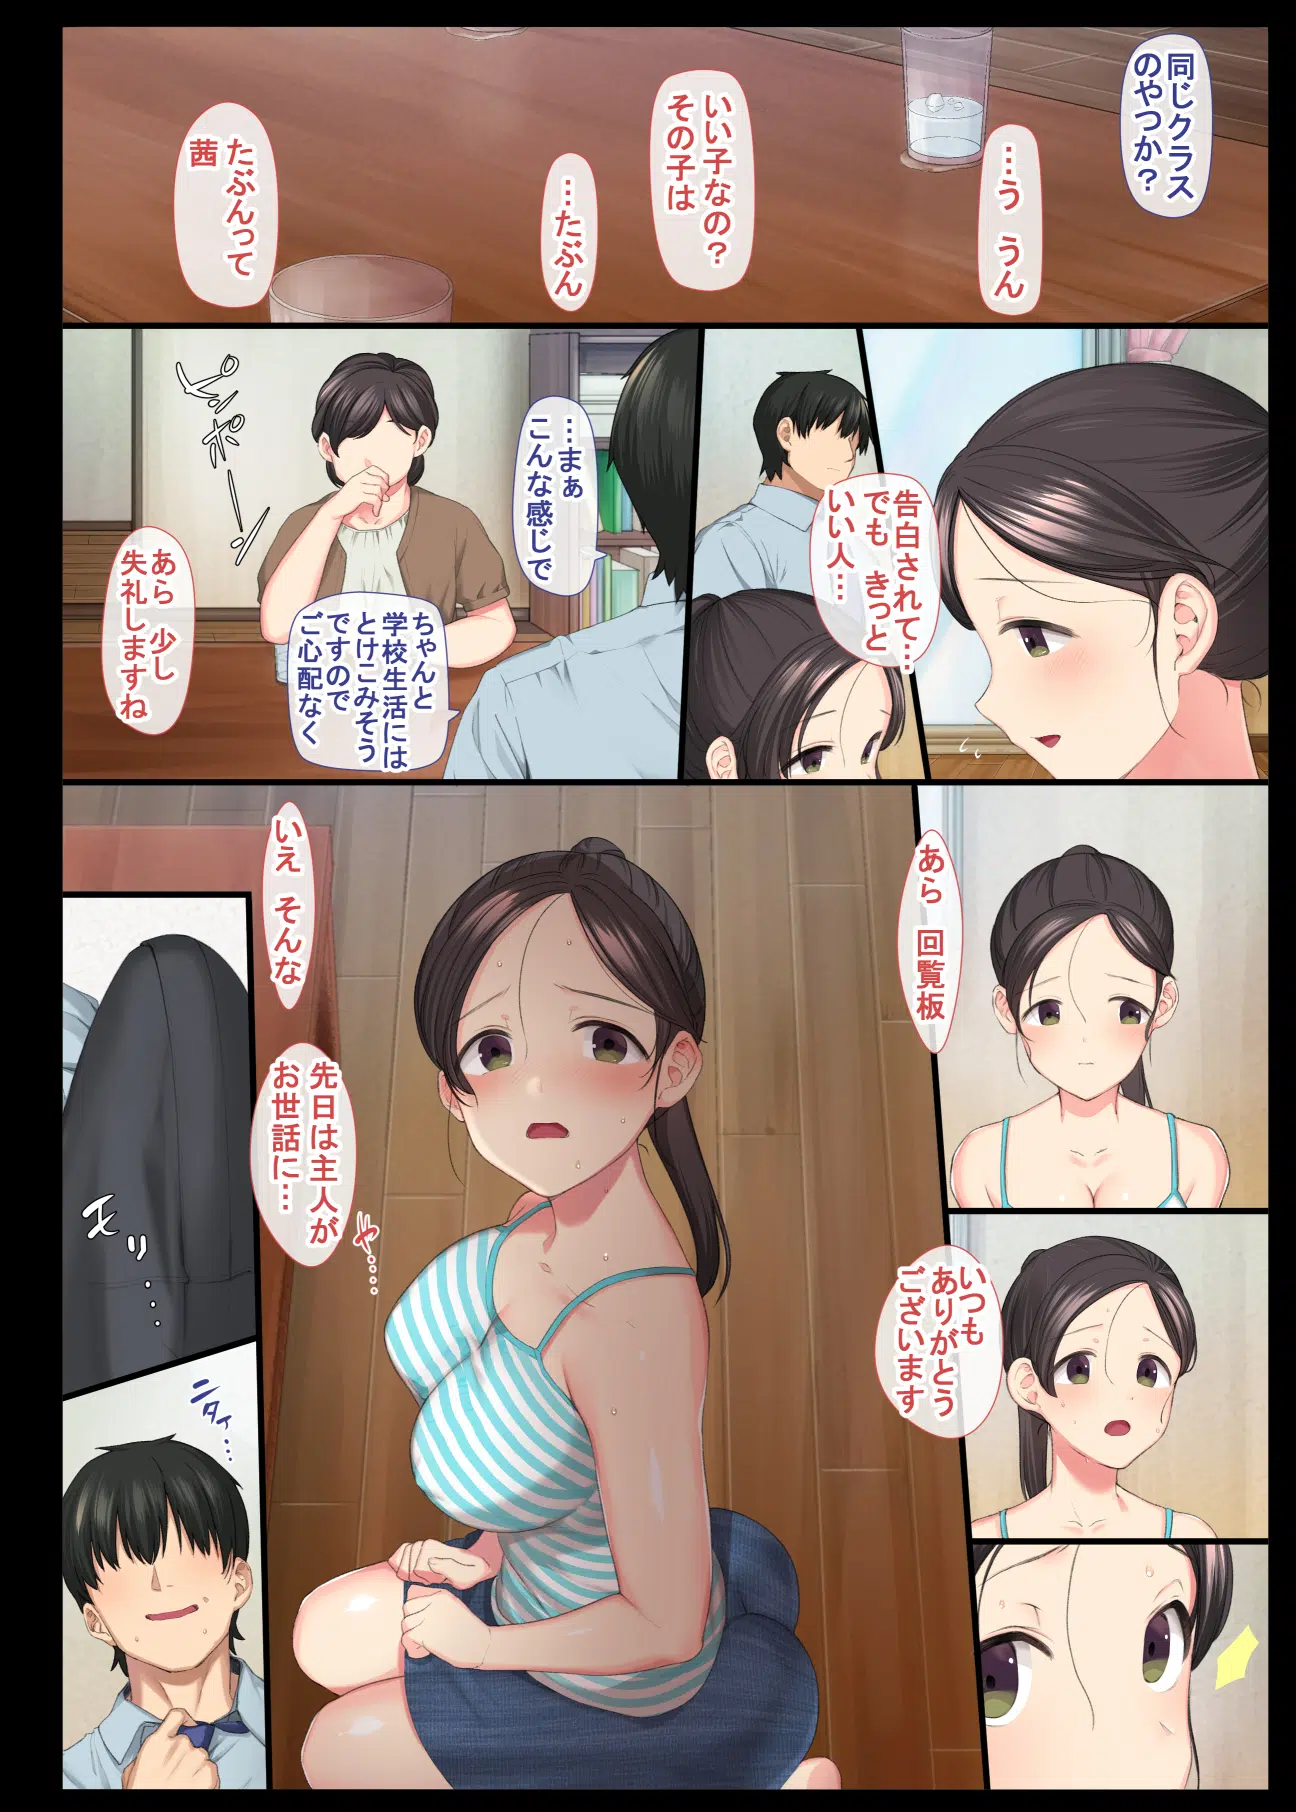 同じクラス
のやつか?
…う うん
いい子なの?
その子は
…たぶん
たぶんって
茜
告白されて…
でも きっと
いい人…
…まぁ
こんな感じで
ちゃんと
学校生活には
とけこみそう
ですので
ご心配なく
ピンポーン
あら 少し
失礼しますね
あら 回覧板
いつも
ありがとう
ございます
いえ そんな
先日は主人が
お世話に…
や…
モリ…
ニタァ…